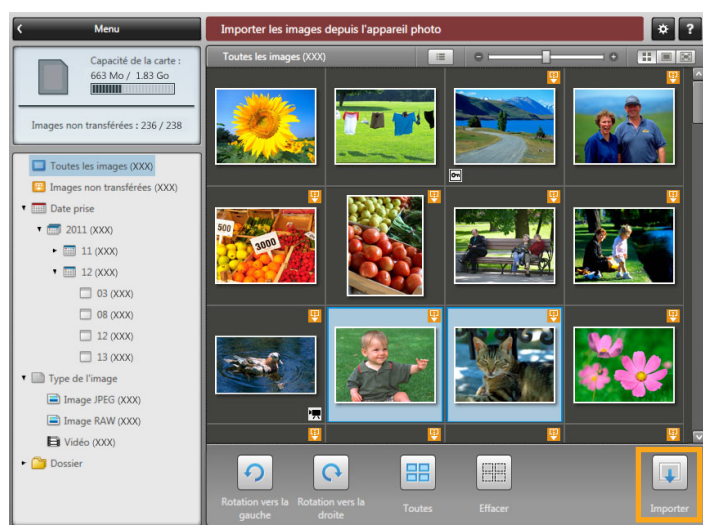 Menu
Importer les images depuis l'appareil photo
?
Capacité de la carte :
663 Mo / 1.83 Go
Images non transférées : 236 / 238
Toutes les images (XXX)
Images non transférées (XXX)
Date prise
2011 (XXX)
11 (XXX)
12 (XXX)
03 (XXX)
08 (XXX)
12 (XXX)
13 (XXX)
Type de l'image
Image JPEG (XXX)
Image RAW (XXX)
Vidéo (XXX)
Dossier
Toutes les images (XXX)
500
3000
Rotation vers la
gauche
Rotation vers la
droite
Toutes
Effacer
Importer